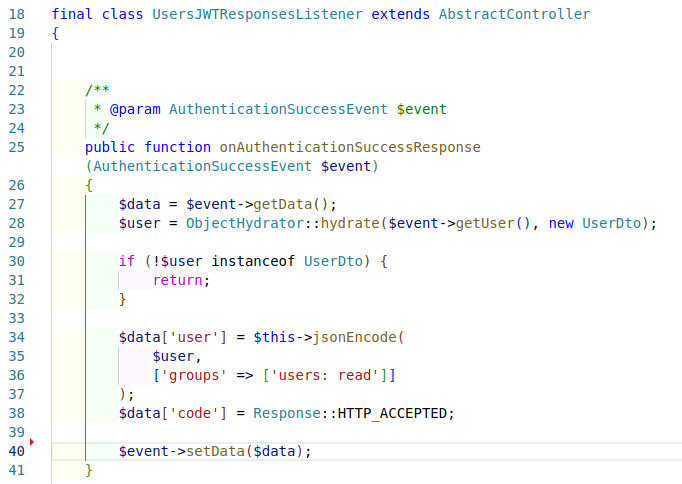 18 final class UsersJWTResponsesListener extends AbstractController
19 {
20
21
22 /**
23 * @param AuthenticationSuccessEvent $event
24 */
25 public function onAuthenticationSuccessResponse
(AuthenticationSuccessEvent $event)
26 {
27 $data = $event->getData();
28 $user = ObjectHydrator::hydrate($event->getUser(), new UserDto);
29
30 if (!$user instanceof UserDto) {
31 return;
32 }
33
34 $data['user'] = $this->jsonEncode(
35 $user,
36 ['groups' => ['users: read']]
37 );
38 $data['code'] = Response::HTTP_ACCEPTED;
39
40 $event->setData($data);
41 }